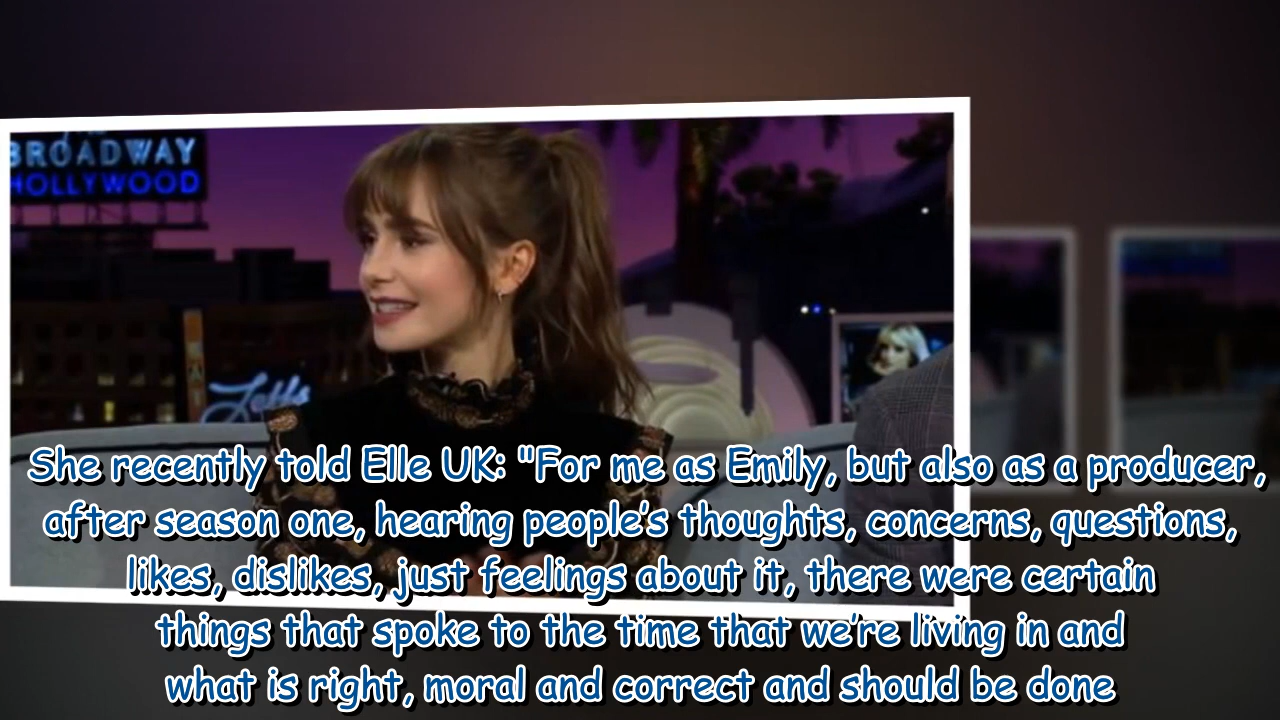 BROADWAY
HOLLYWOOD
She recently told Elle UK: "For me as Emily, but also as a producer,
after season one, hearing people's thoughts, concerns, questions,
likes, dislikes, just feelings about it, there were certain
things that spoke to the time that we're living in and
what is right, moral and correct and should be done